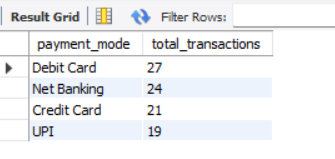 Result Grid Filter Rows:
payment_mode total_transactions
Debit Card 27
Net Banking 24
Credit Card 21
UPI 19